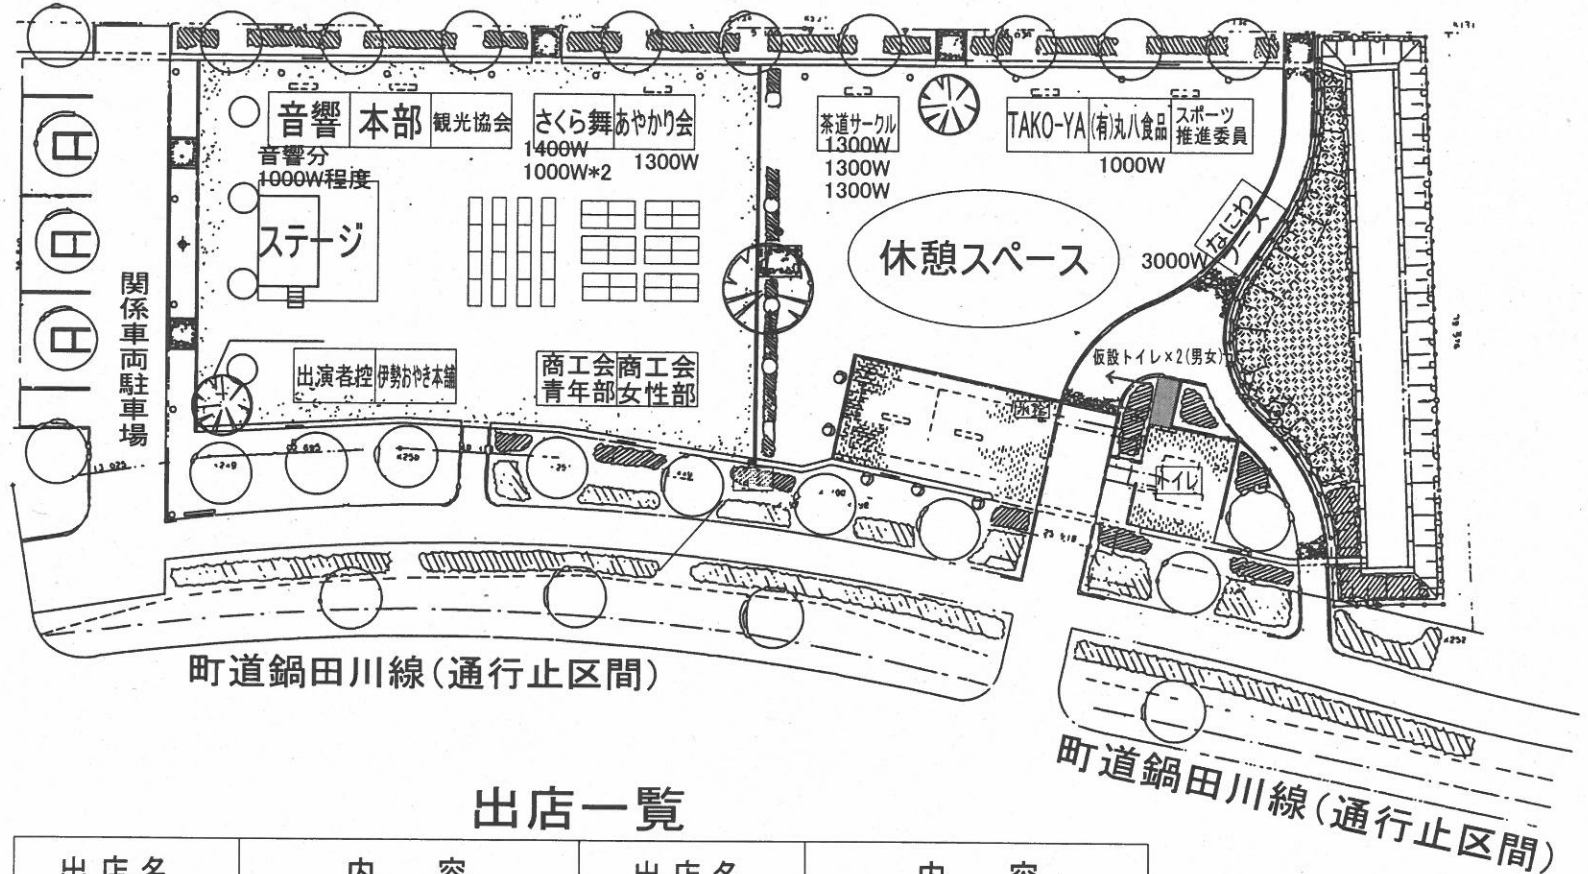 音響
本部
観光協会
さくら舞
あやかり会
茶道サークル
TAKO-YA
(有)丸八食品
スポーツ
推進委員
音響分
1000W程度
1400W
1000W*2
1300W
1300W
1300W
1300W
1000W
ステージ
休憩スペース
なにわ
3000W
関係車両駐車場
出演者控
伊勢おやき本舗
商工会
青年部
商工会
女性部
仮設トイレ×2(男女)
トイレ
町道鍋田川線(通行止区間)
町道鍋田川線(通行止区間)
出店一覧
出店名
内 容
出店名
内 容